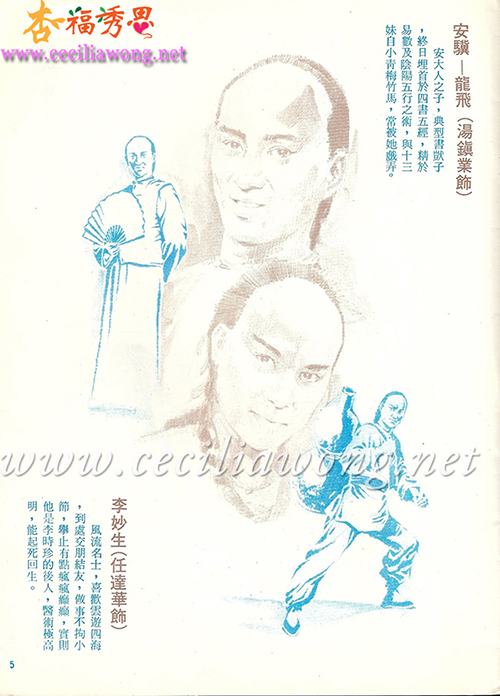 杏福秀思
www.ceciliawong.net
安驥—龍飛（湯鎮業飾）
安大人之子，典型書獃子
，終日埋首於四書五經，精於
易數及陰陽五行之術，與十三
妹自小青梅竹馬，常被她戲弄。
www.ceciliawong.net
李妙生（任達華飾）
風流名士，喜歡雲遊四海
，到處交朋結友，做事不拘小
節，舉止有點瘋瘋癲癲，實則
他是李時珍的後人，醫術極高
明，能起死回生。
5